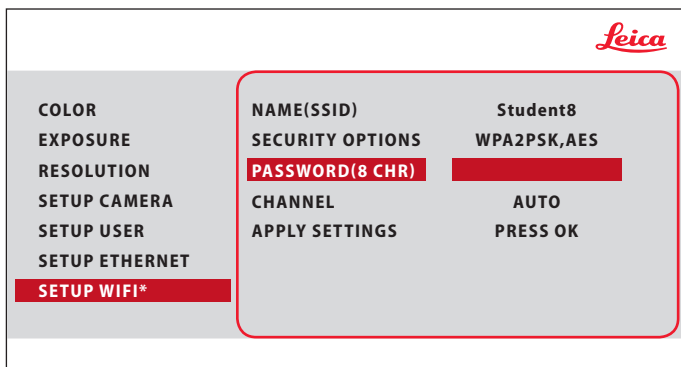 Leica
COLOR
EXPOSURE
RESOLUTION
SETUP CAMERA
SETUP USER
SETUP ETHERNET
SETUP WIFI*
NAME(SSID) Student8
SECURITY OPTIONS WPA2PSK,AES
PASSWORD(8 CHR)
CHANNEL AUTO
APPLY SETTINGS PRESS OK